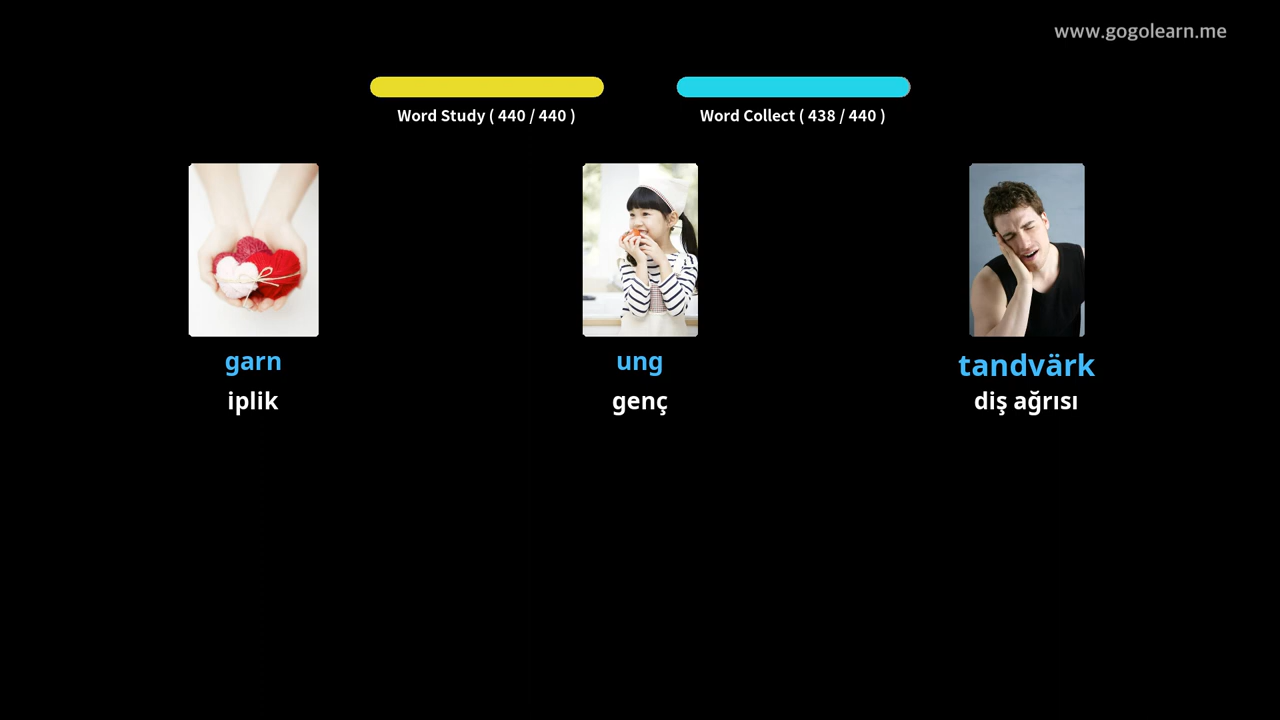 www.gogolearn.me
Word Study ( 440 / 440 )
Word Collect ( 438 / 440 )
garn
iplik
ung
genç
tandvärk
diş ağrısı